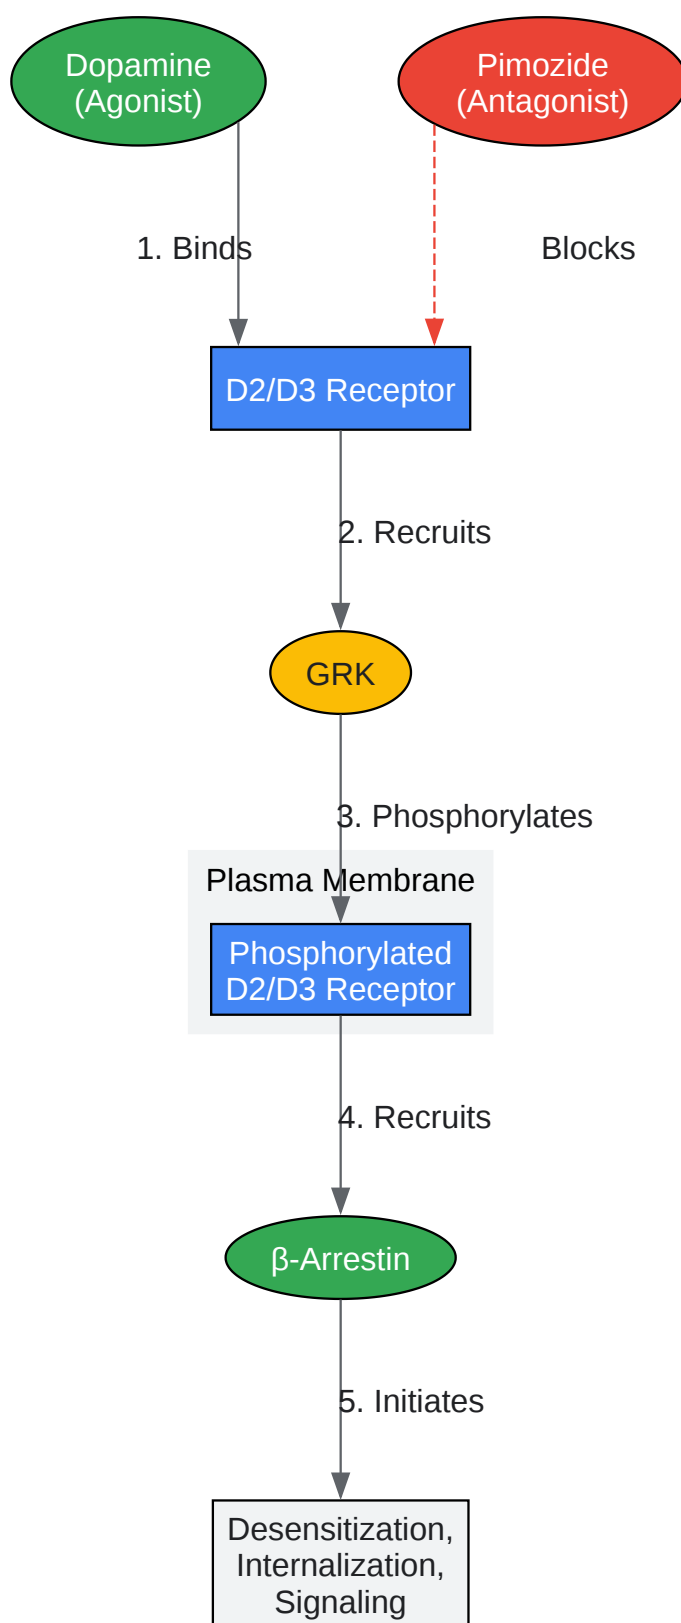 Dopamine
(Agonist)
Pimozide
(Antagonist)
1. Binds
Blocks
D2/D3 Receptor
2. Recruits
GRK
3. Phosphorylates
Plasma Membrane
Phosphorylated
D2/D3 Receptor
4. Recruits
β-Arrestin
5. Initiates
Desensitization,
Internalization,
Signaling